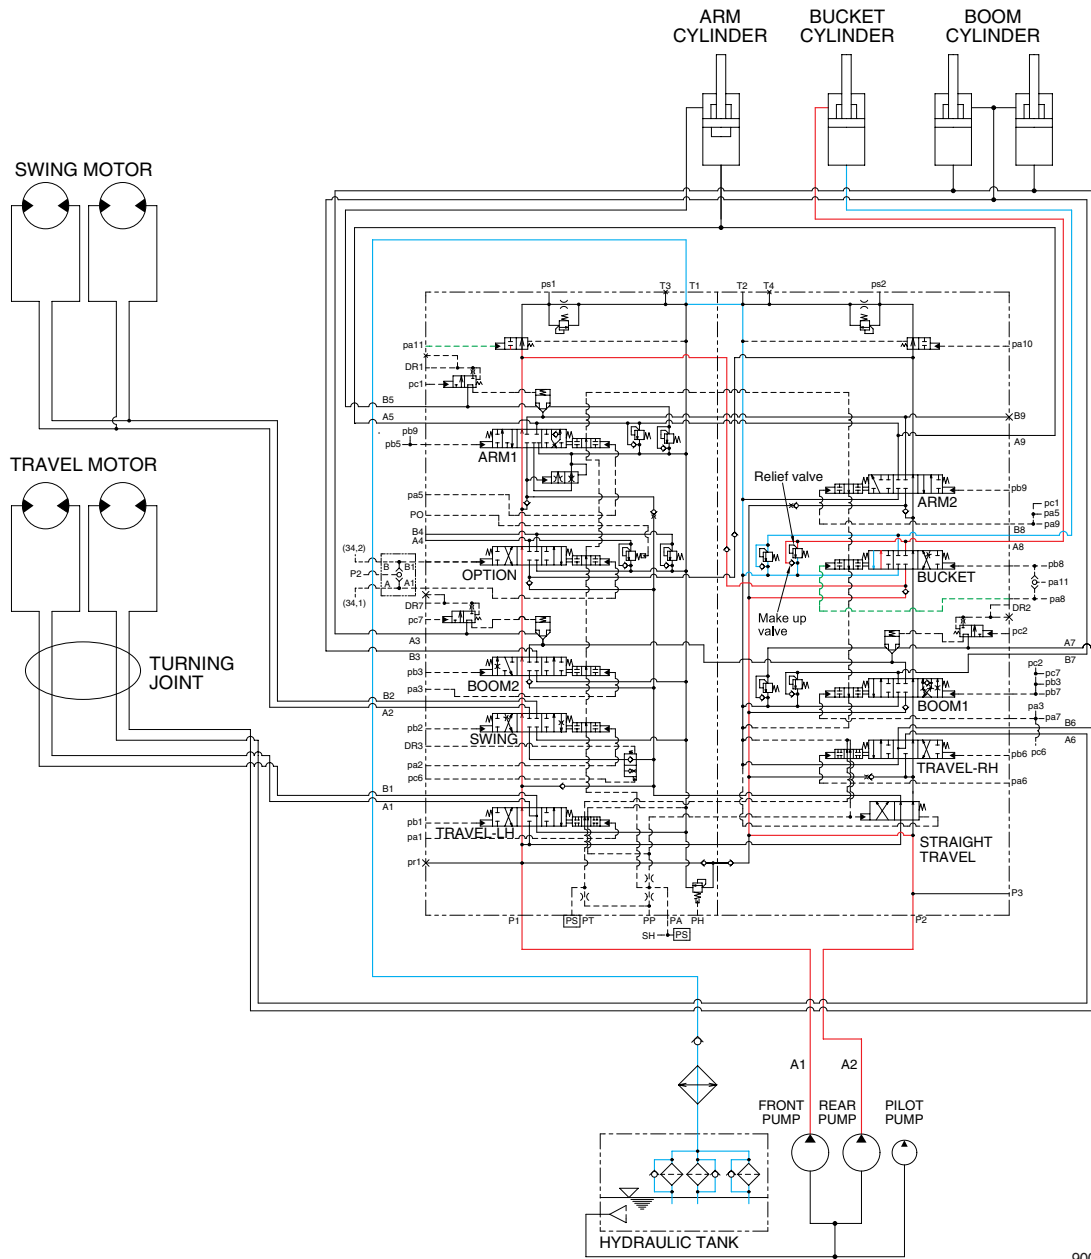 ARM
CYLINDER
BUCKET
CYLINDER
BOOM
CYLINDER
SWING MOTOR
TRAVEL MOTOR
TURNING
JOINT
ps1
T3
T1
T2
T4
ps2
pa11
DR1
pc1
B5
A5
pb9
pb5
ARM1
pa5
PO
B4
A4
(34,2)
B
B1
P2
A
A1
(34,1)
OPTION
DR7
pc7
A3
B3
pb3
BOOM2
pa3
B2
A2
pb2
SWING
DR3
pa2
pc6
B1
A1
pb1
TRAVEL-LH
pa1
pr1
pa10
B9
A9
Relief valve
ARM2
pb9
pc1
pa5
pa9
B8
A8
BUCKET
pb8
pa11
pa8
Make up
valve
DR2
pc2
A7
B7
pc2
pc7
pb3
pb7
BOOM1
pa3
pa7
B6
A6
pc6
pb6
TRAVEL-RH
pa6
STRAIGHT
TRAVEL
P3
P1
PS
PT
PP
PA
PH
P2
SH
PS
A1
A2
FRONT
PUMP
REAR
PUMP
PILOT
PUMP
HYDRAULIC TANK